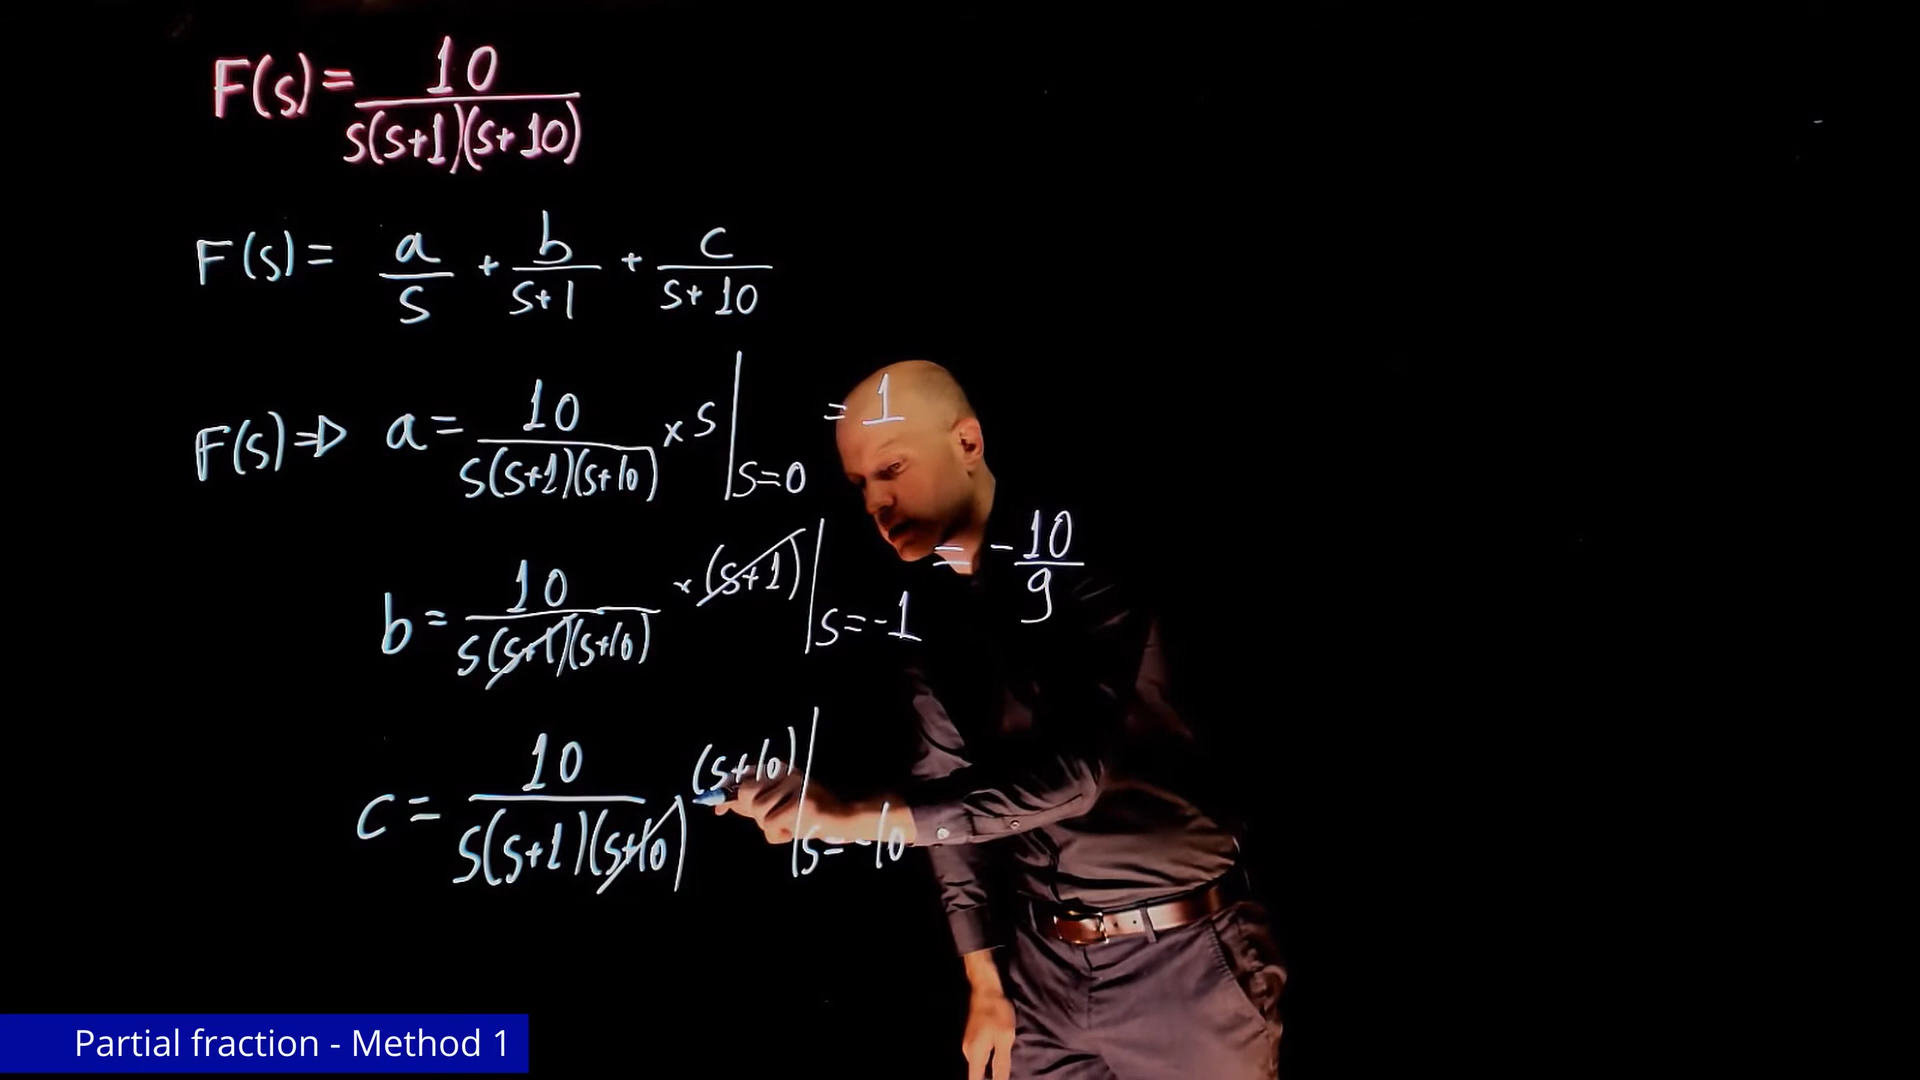 F(s) = 10 / s(s+1)(s+10)
F(s) = a/s + b/s+1 + c/s+10
F(s) ⇒ a = 10 / s(s+1)(s+10) × s | s=0 = 1
b = 10 / s(s+1)(s+10) × (s+1) | s=-1 = - 10/9
c = 10 / s(s+1)(s+10) (s+10) | s=-10
Partial fraction - Method 1